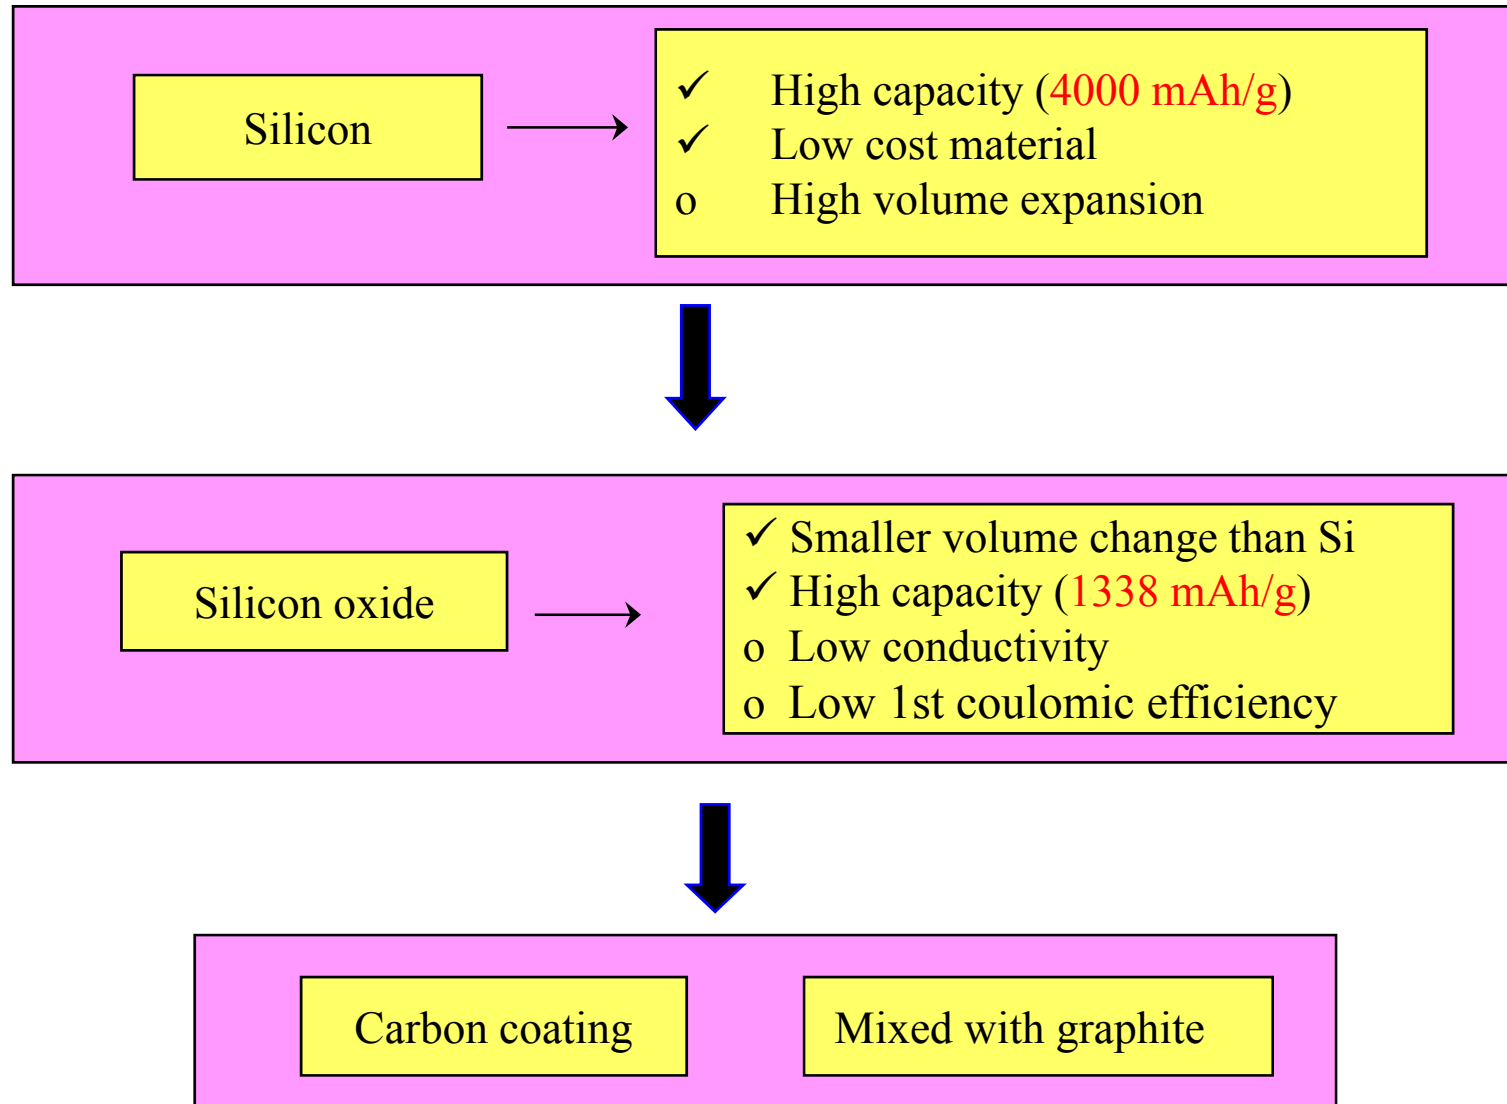 Silicon
✓ High capacity (4000 mAh/g)
✓ Low cost material
o High volume expansion
Silicon oxide
✓ Smaller volume change than Si
✓ High capacity (1338 mAh/g)
o Low conductivity
o Low 1st coulomic efficiency
Carbon coating
Mixed with graphite